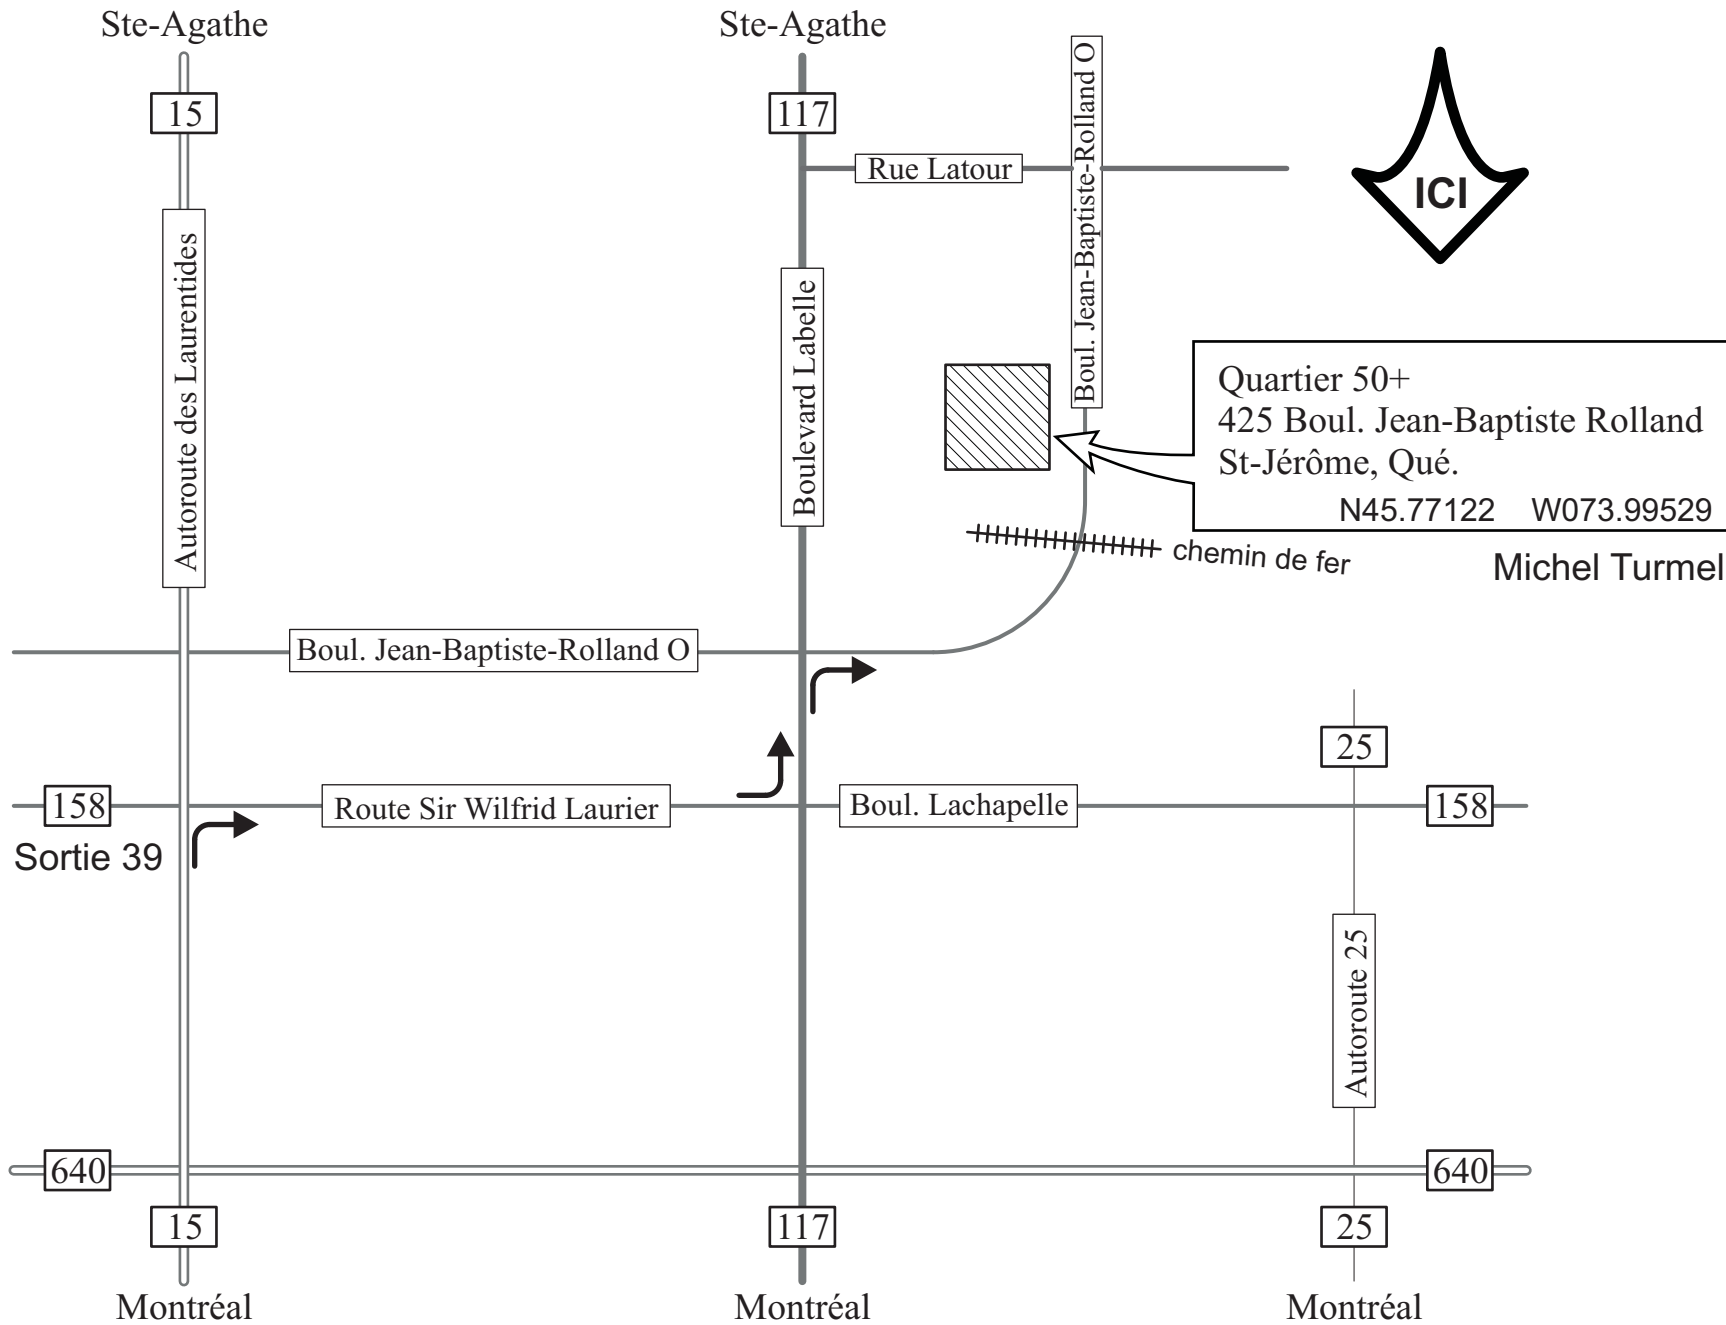 Ste-Agathe
Ste-Agathe
15
117
Rue Latour
Boul. Jean-Baptiste-Rolland O
ICI
Autoroute des Laurentides
Boulevard Labelle
Quartier 50+
425 Boul. Jean-Baptiste Rolland
St-Jérôme, Qué.
N45.77122 W073.99529
chemin de fer
Michel Turmel
Boul. Jean-Baptiste-Rolland O
25
158
Route Sir Wilfrid Laurier
Boul. Lachapelle
158
Sortie 39
Autoroute 25
640
640
15
117
25
Montréal
Montréal
Montréal